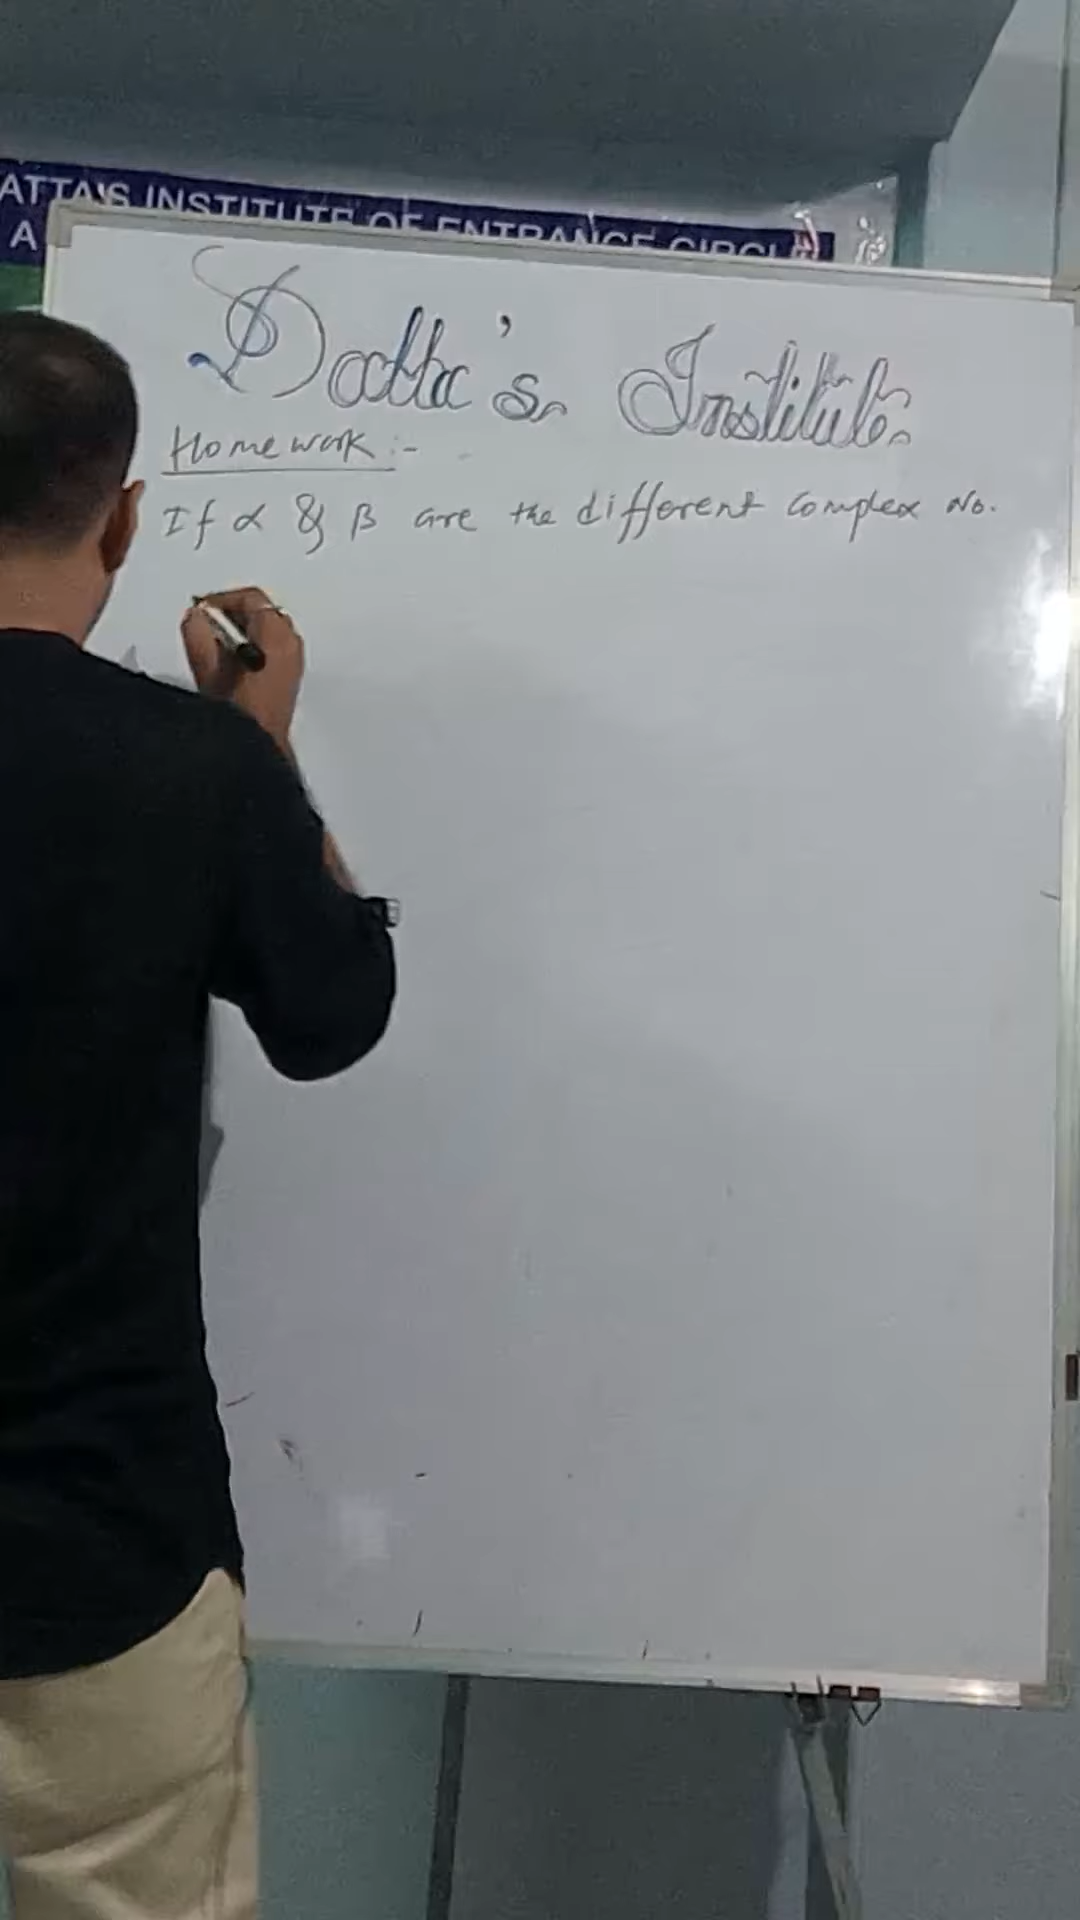 ATTA'S INSTITUTE OF ENTRANCE CIRCLE
A
Datta's Institute
Homework :-
If α & β are the different complex No.